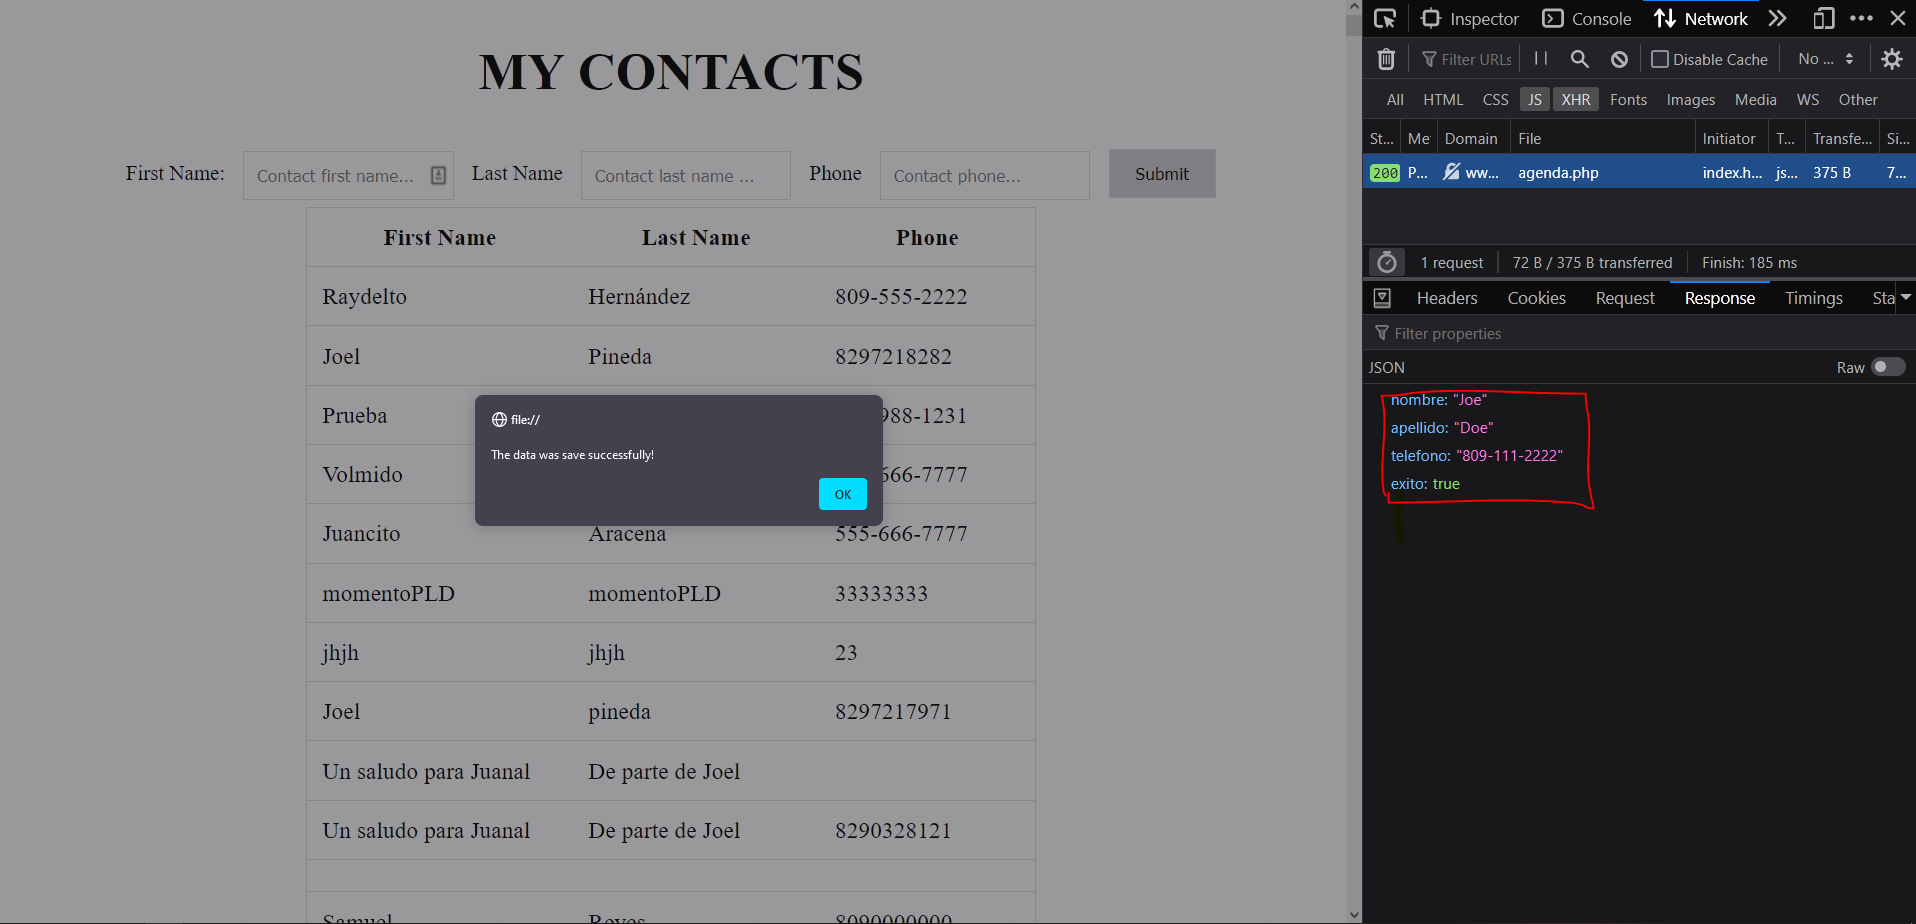 MY CONTACTS
First Name: Contact first name... Last Name Contact last name ... Phone Contact phone... Submit
First Name Last Name Phone
Raydelto Hernández 809-555-2222
Joel Pineda 8297218282
Prueba 988-1231
Volmido 666-7777
Juancito Aracena 555-666-7777
momentoPLD momentoPLD 33333333
jhjh jhjh 23
Joel pineda 8297217971
Un saludo para Juanal De parte de Joel
Un saludo para Juanal De parte de Joel 8290328121
Samuel Reyes 8090000000
file://
The data was save successfully!
OK
Inspector Console Network
Filter URLs Disable Cache No ...
All HTML CSS JS XHR Fonts Images Media WS Other
St... Me Domain File Initiator T... Transfe... Si...
200 P... ww... agenda.php index.h... js... 375 B 7...
1 request 72 B / 375 B transferred Finish: 185 ms
Headers Cookies Request Response Timings Sta
Filter properties
JSON Raw
nombre: "Joe"
apellido: "Doe"
telefono: "809-111-2222"
exito: true